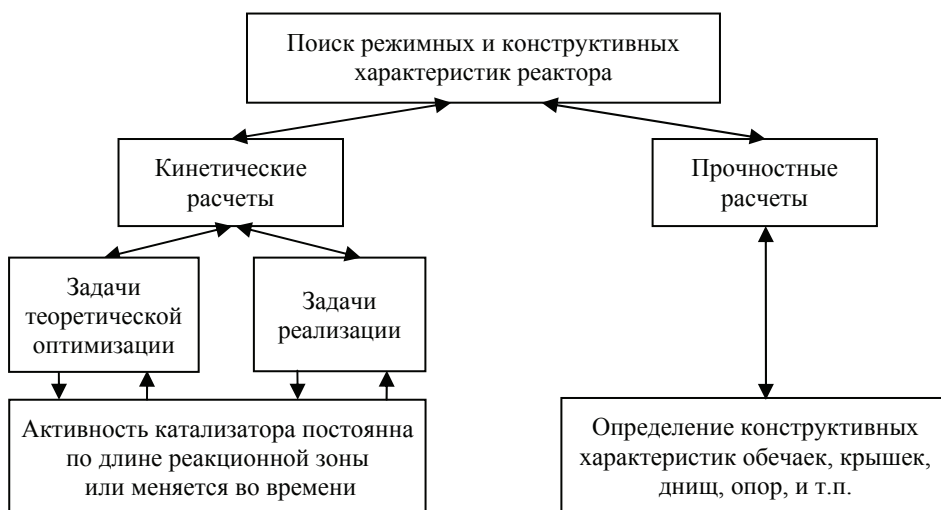 Поиск режимных и конструктивных
характеристик реактора
Кинетические
расчеты
Прочностные
расчеты
Задачи
теоретической
оптимизации
Задачи
реализации
Активность катализатора постоянна
по длине реакционной зоны
или меняется во времени
Определение конструктивных
характеристик обечаек, крышек,
днищ, опор, и т.п.